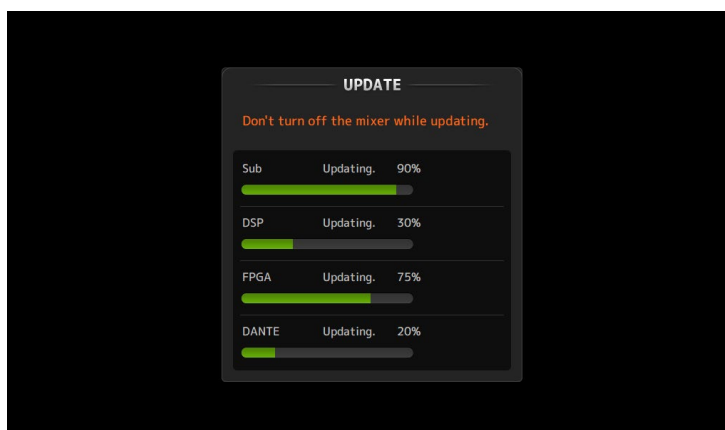 UPDATE
Don't turn off the mixer while updating.
Sub Updating. 90%
DSP Updating. 30%
FPGA Updating. 75%
DANTE Updating. 20%